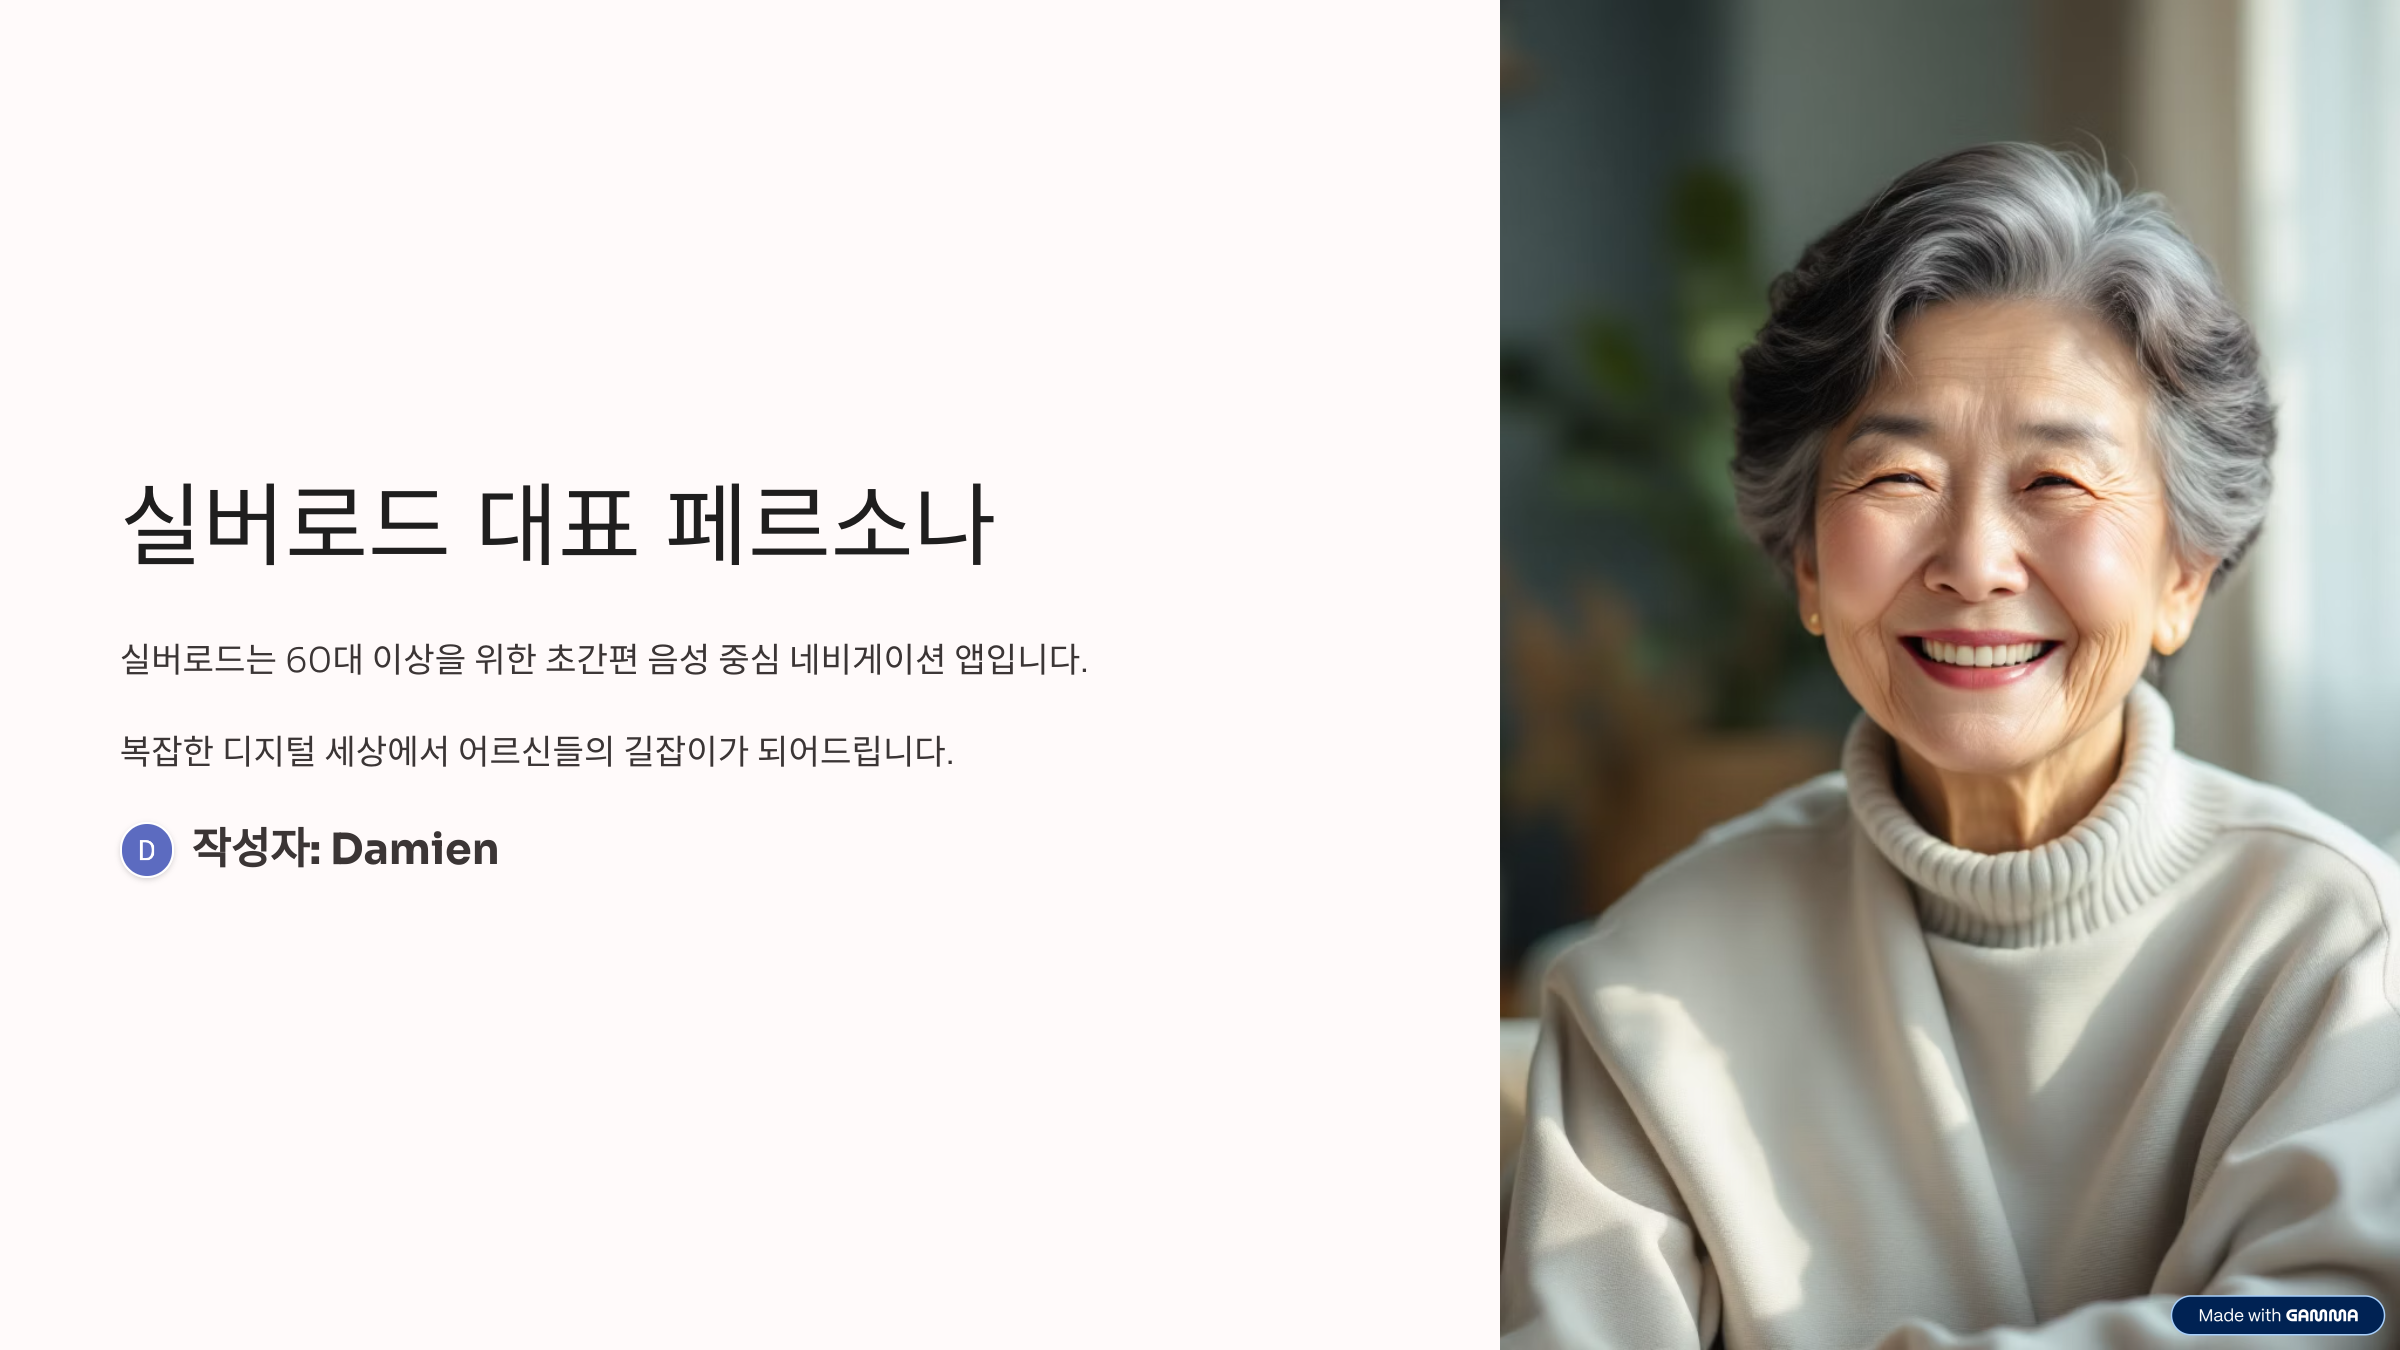 실버로드 대표 페르소나
실버로드는 60대 이상을 위한 초간편 음성 중심 네비게이션 앱입니다.
복잡한 디지털 세상에서 어르신들의 길잡이가 되어드립니다.
D 작성자: Damien
Made with GAMMA